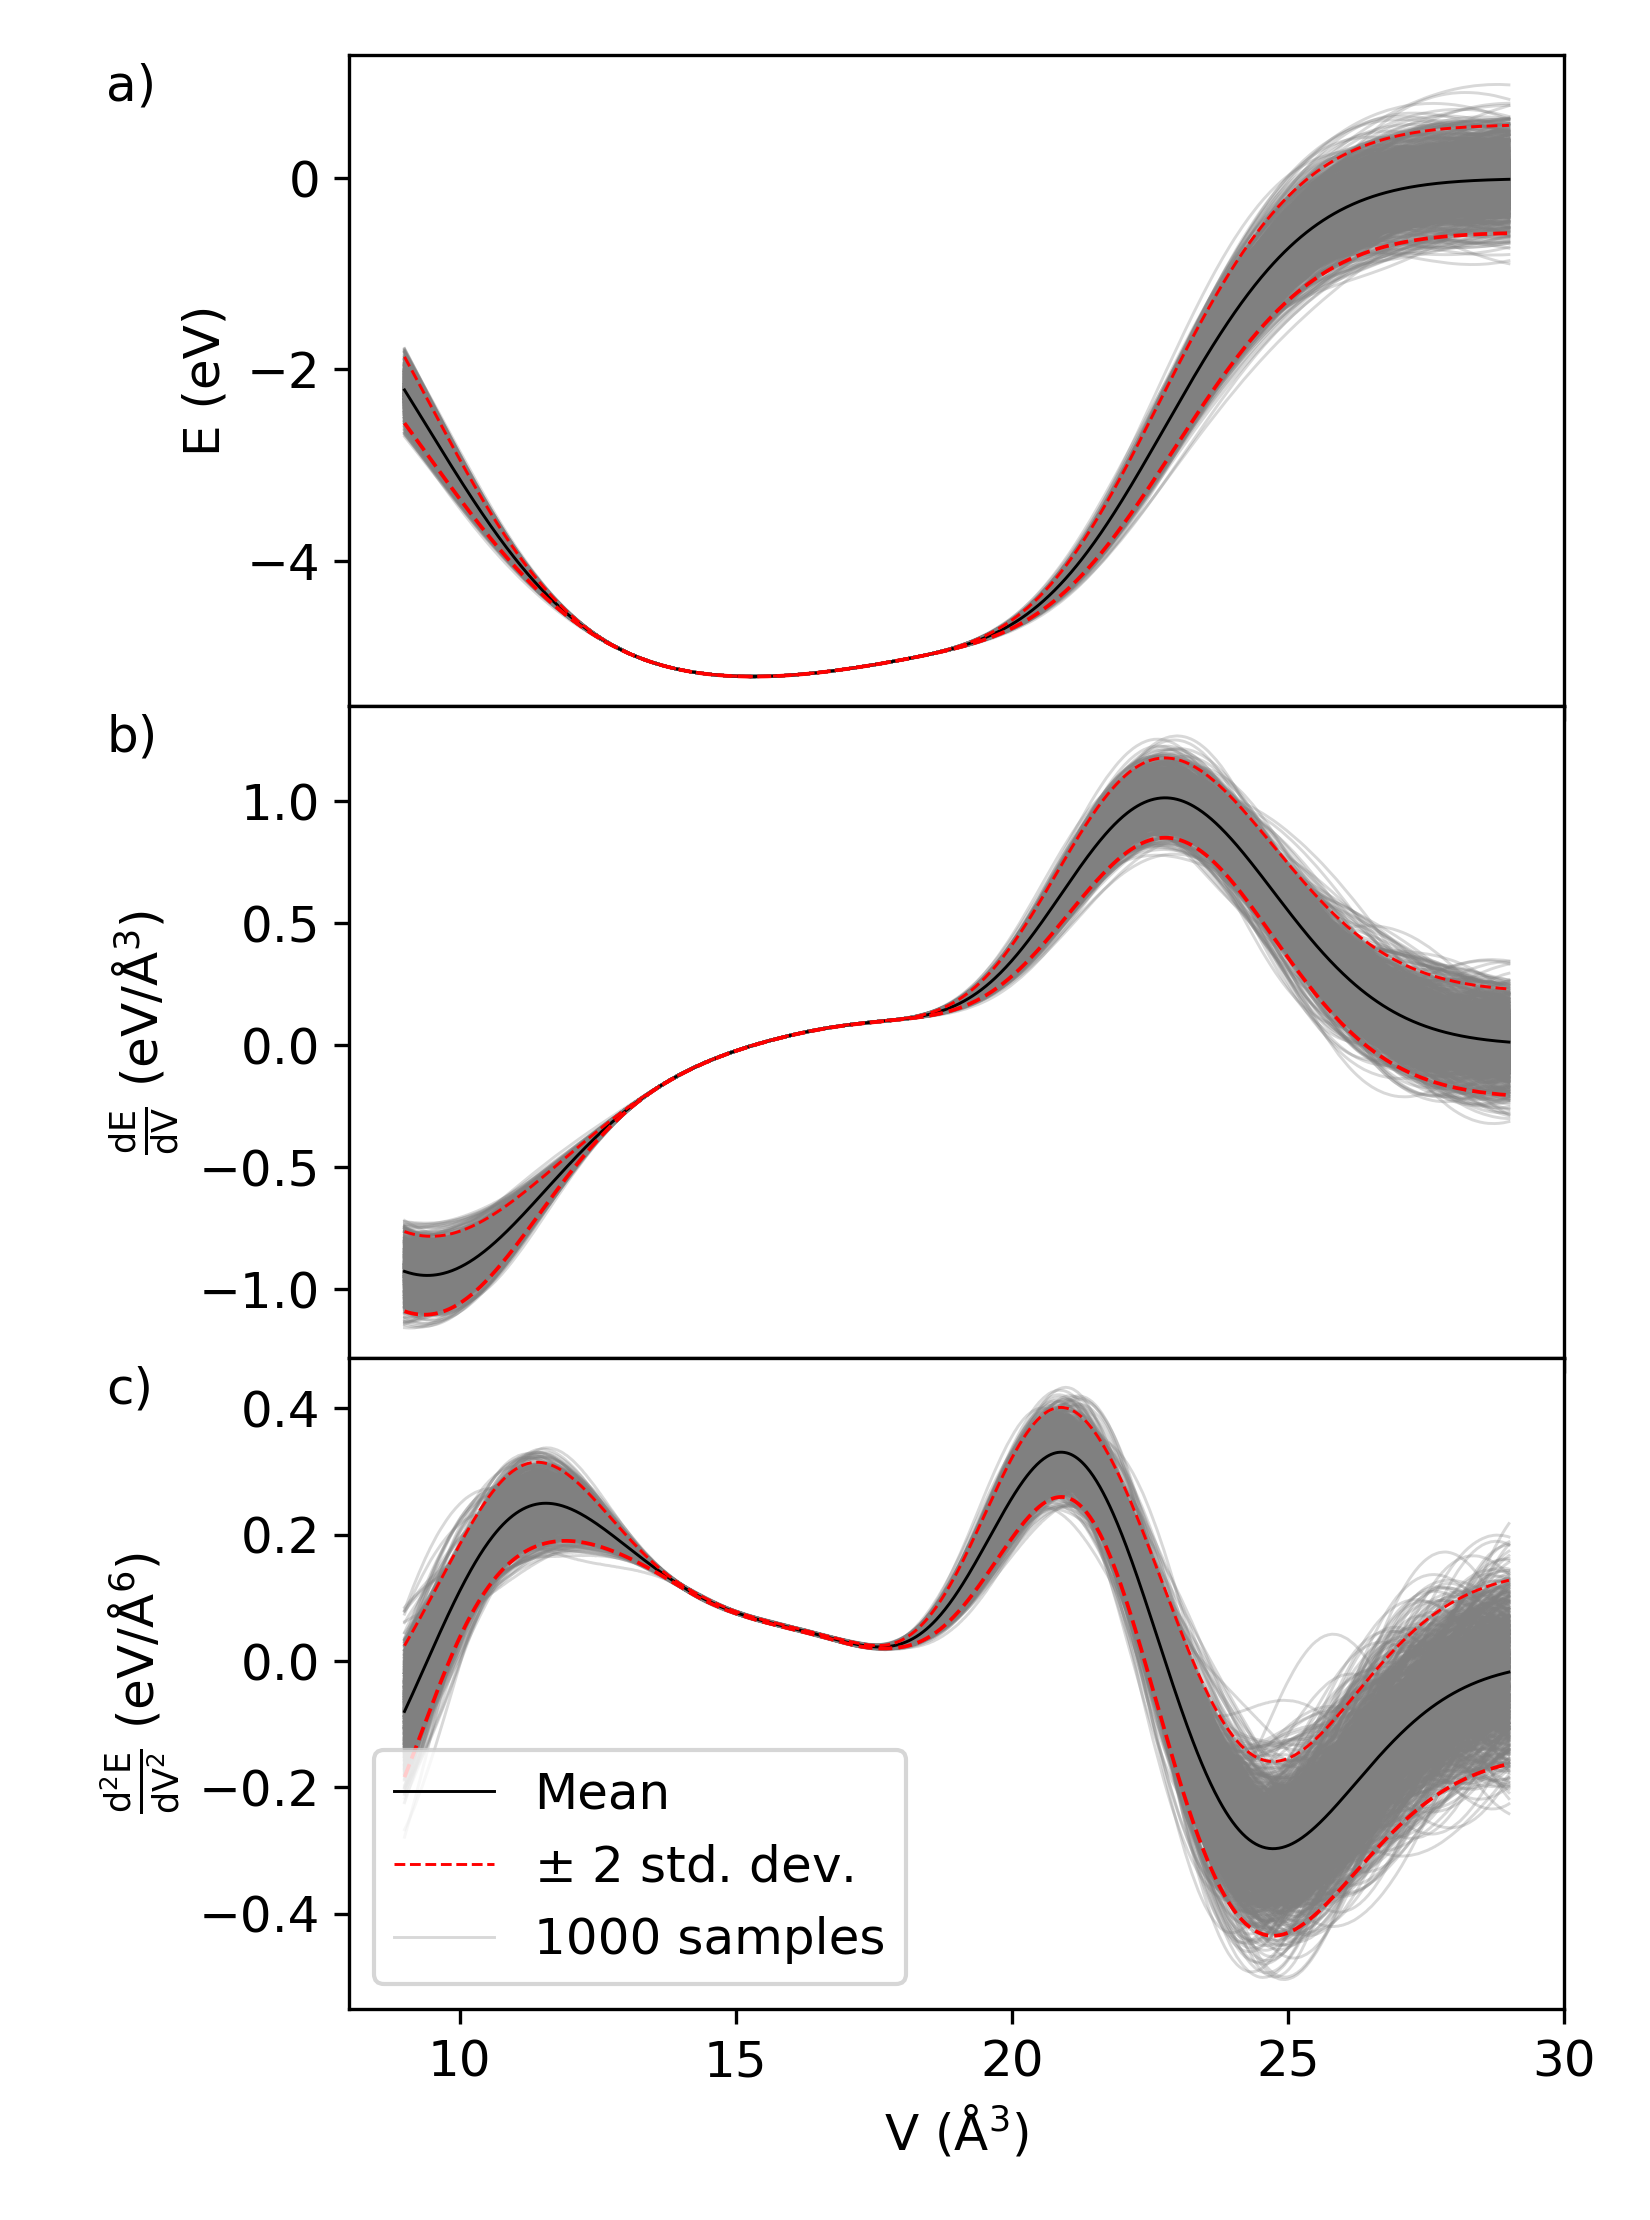 a)
0
−2
−4
E (eV)
b)
1.0
0.5
0.0
−0.5
−1.0
dE/dV (eV/Å³)
c)
0.4
0.2
0.0
−0.2
−0.4
d²E/dV² (eV/Å⁶)
Mean
± 2 std. dev.
1000 samples
10 15 20 25 30
V (Å³)